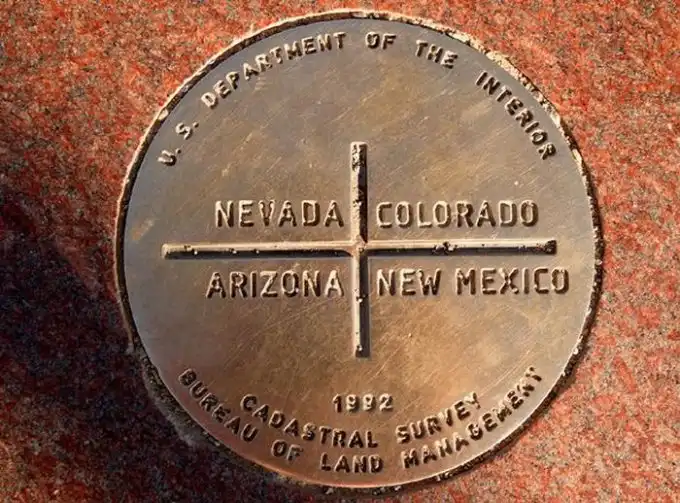 U. S. DEPARTMENT OF THE INTERIOR
NEVADA COLORADO
ARIZONA NEW MEXICO
1992
CADASTRAL SURVEY
BUREAU OF LAND MANAGEMENT